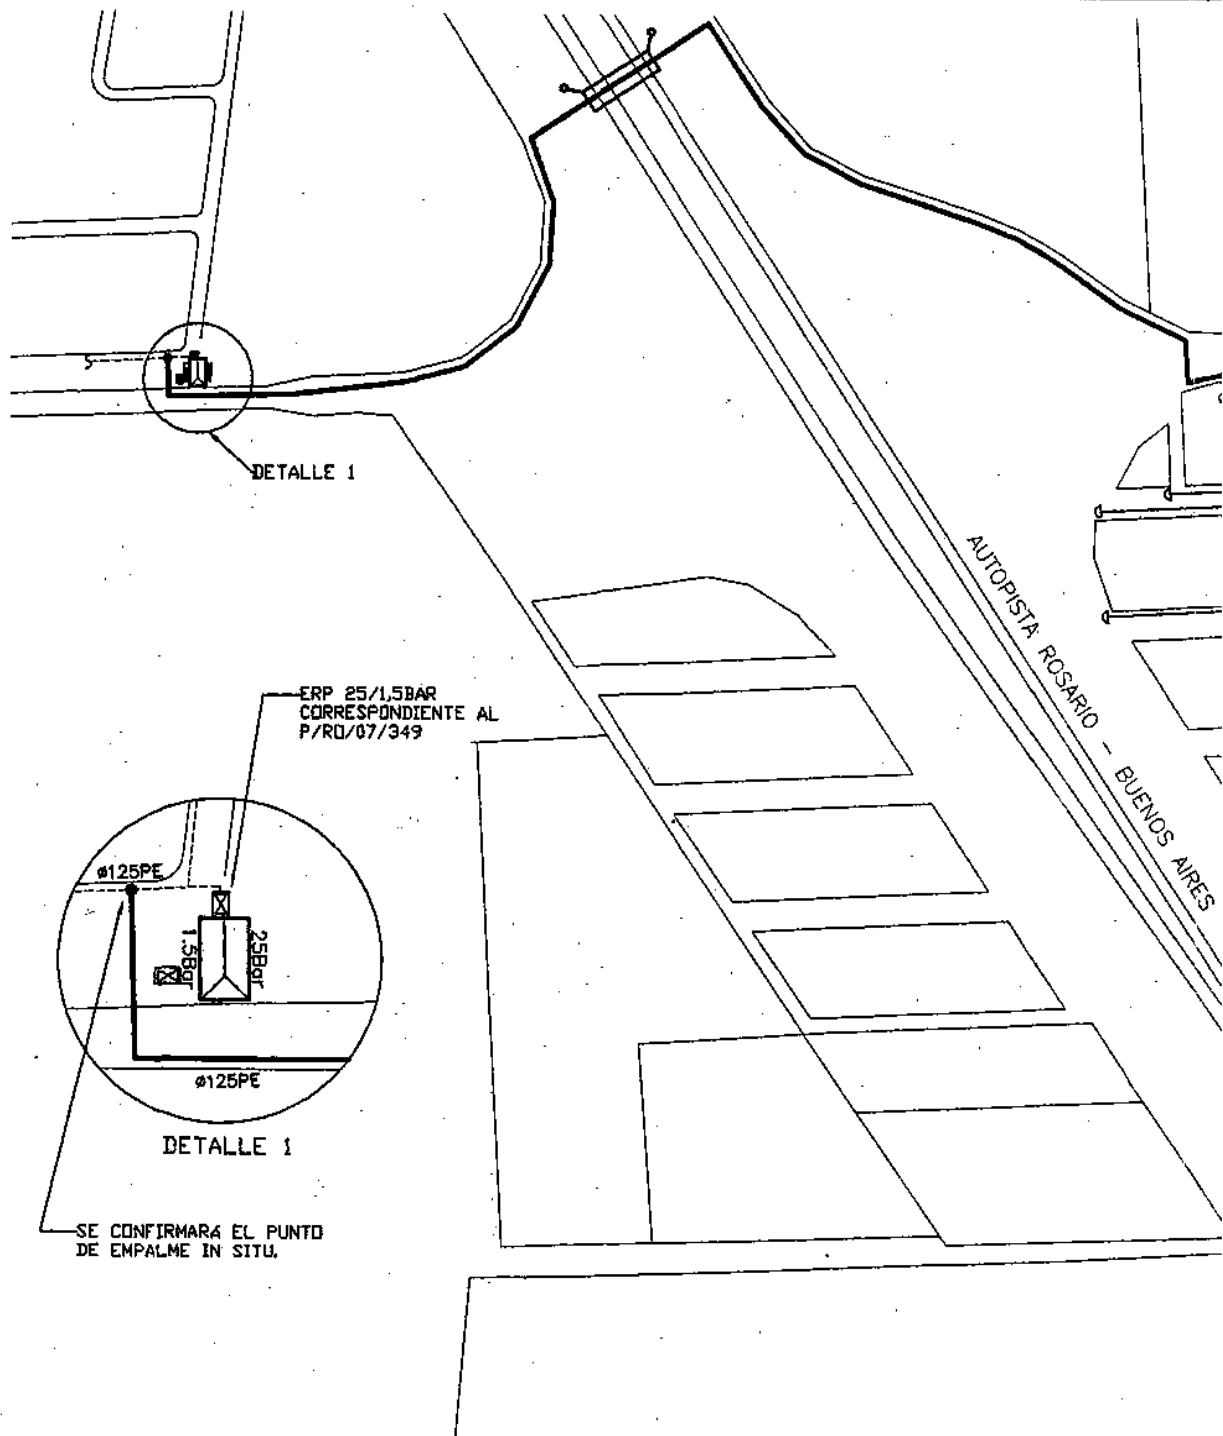 DETALLE 1
AUTOPISTA ROSARIO - BUENOS AIRES
ERP 25/1,5BAR
CORRESPONDIENTE AL
P/RO/07/349
ø125PE
1.5Bar
25Bar
ø125PE
DETALLE 1
SE CONFIRMARA EL PUNTO
DE EMPALME IN SITU.